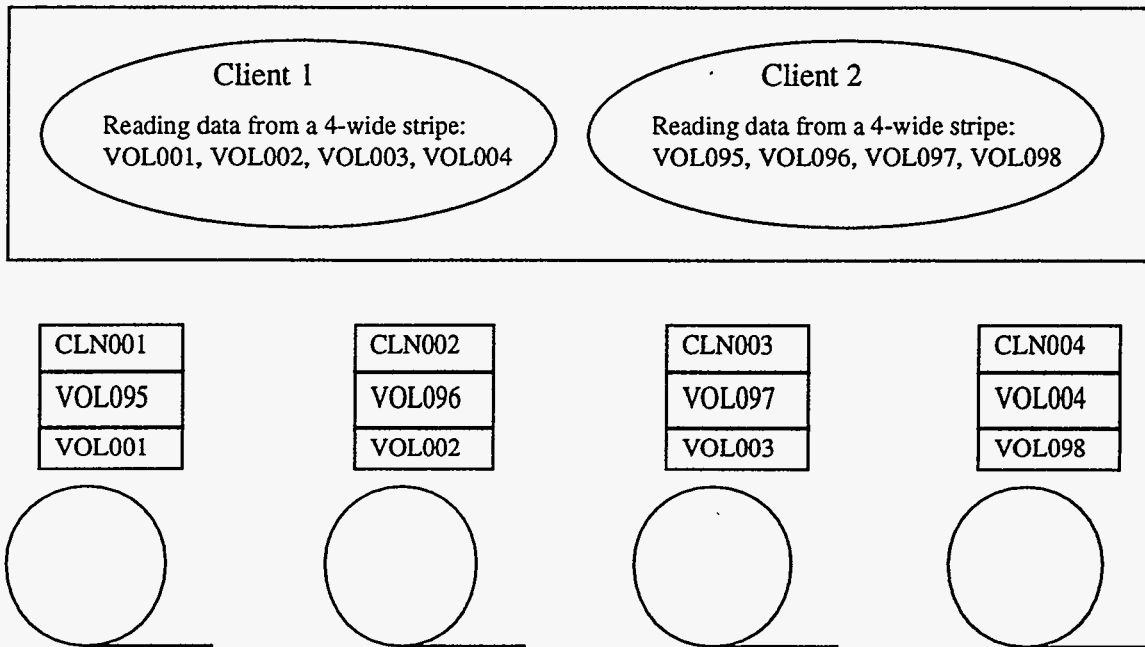 Client 1
Reading data from a 4-wide stripe:
VOL001, VOL002, VOL003, VOL004
Client 2
Reading data from a 4-wide stripe:
VOL095, VOL096, VOL097, VOL098
CLN001
VOL095
VOL001
CLN002
VOL096
VOL002
CLN003
VOL097
VOL003
CLN004
VOL004
VOL098